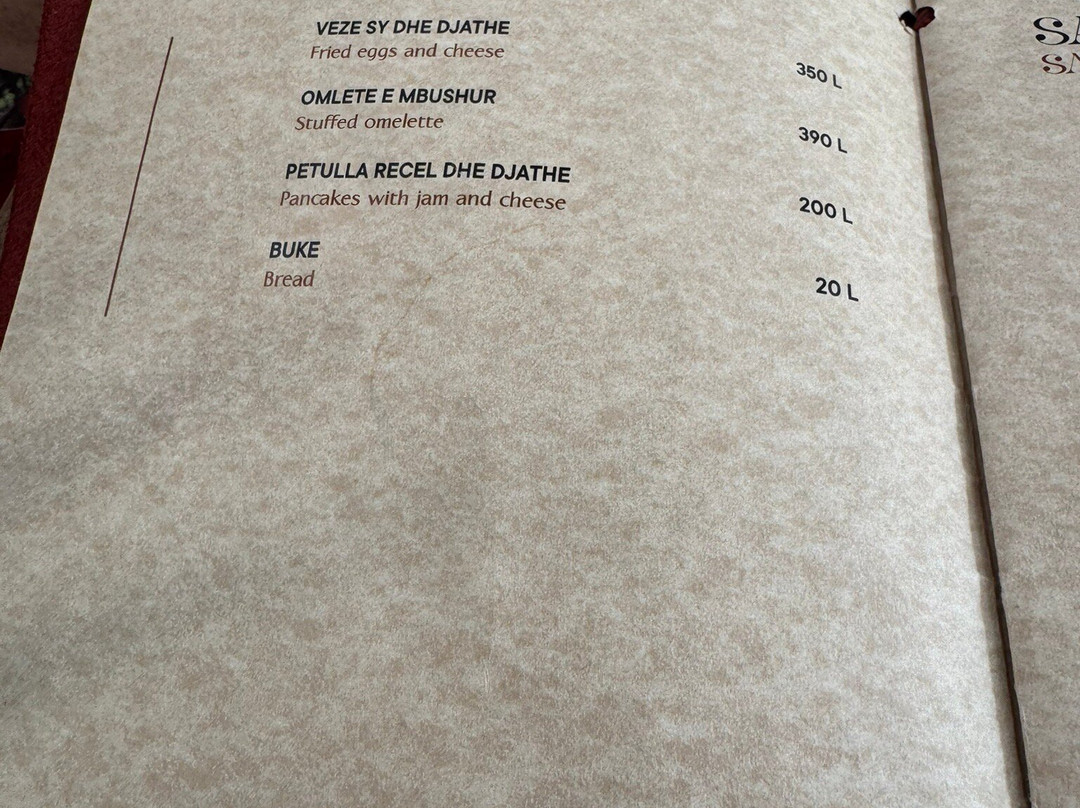 VEZE SY DHE DJATHE
Fried eggs and cheese
350 L
OMLETE E MBUSHUR
Stuffed omelette
390 L
PETULLA RECEL DHE DJATHE
Pancakes with jam and cheese
200 L
BUKE
Bread
20 L